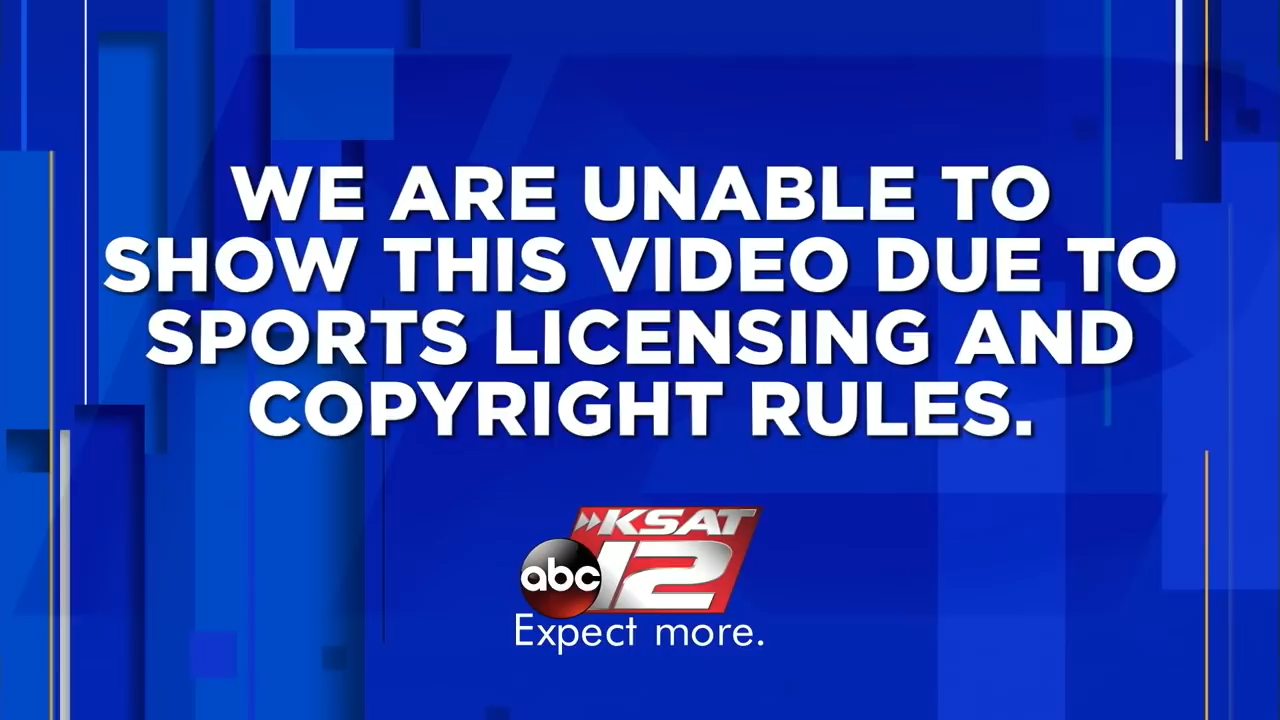 WE ARE UNABLE TO
SHOW THIS VIDEO DUE TO
SPORTS LICENSING AND
COPYRIGHT RULES.
KSAT
abc 12
Expect more.